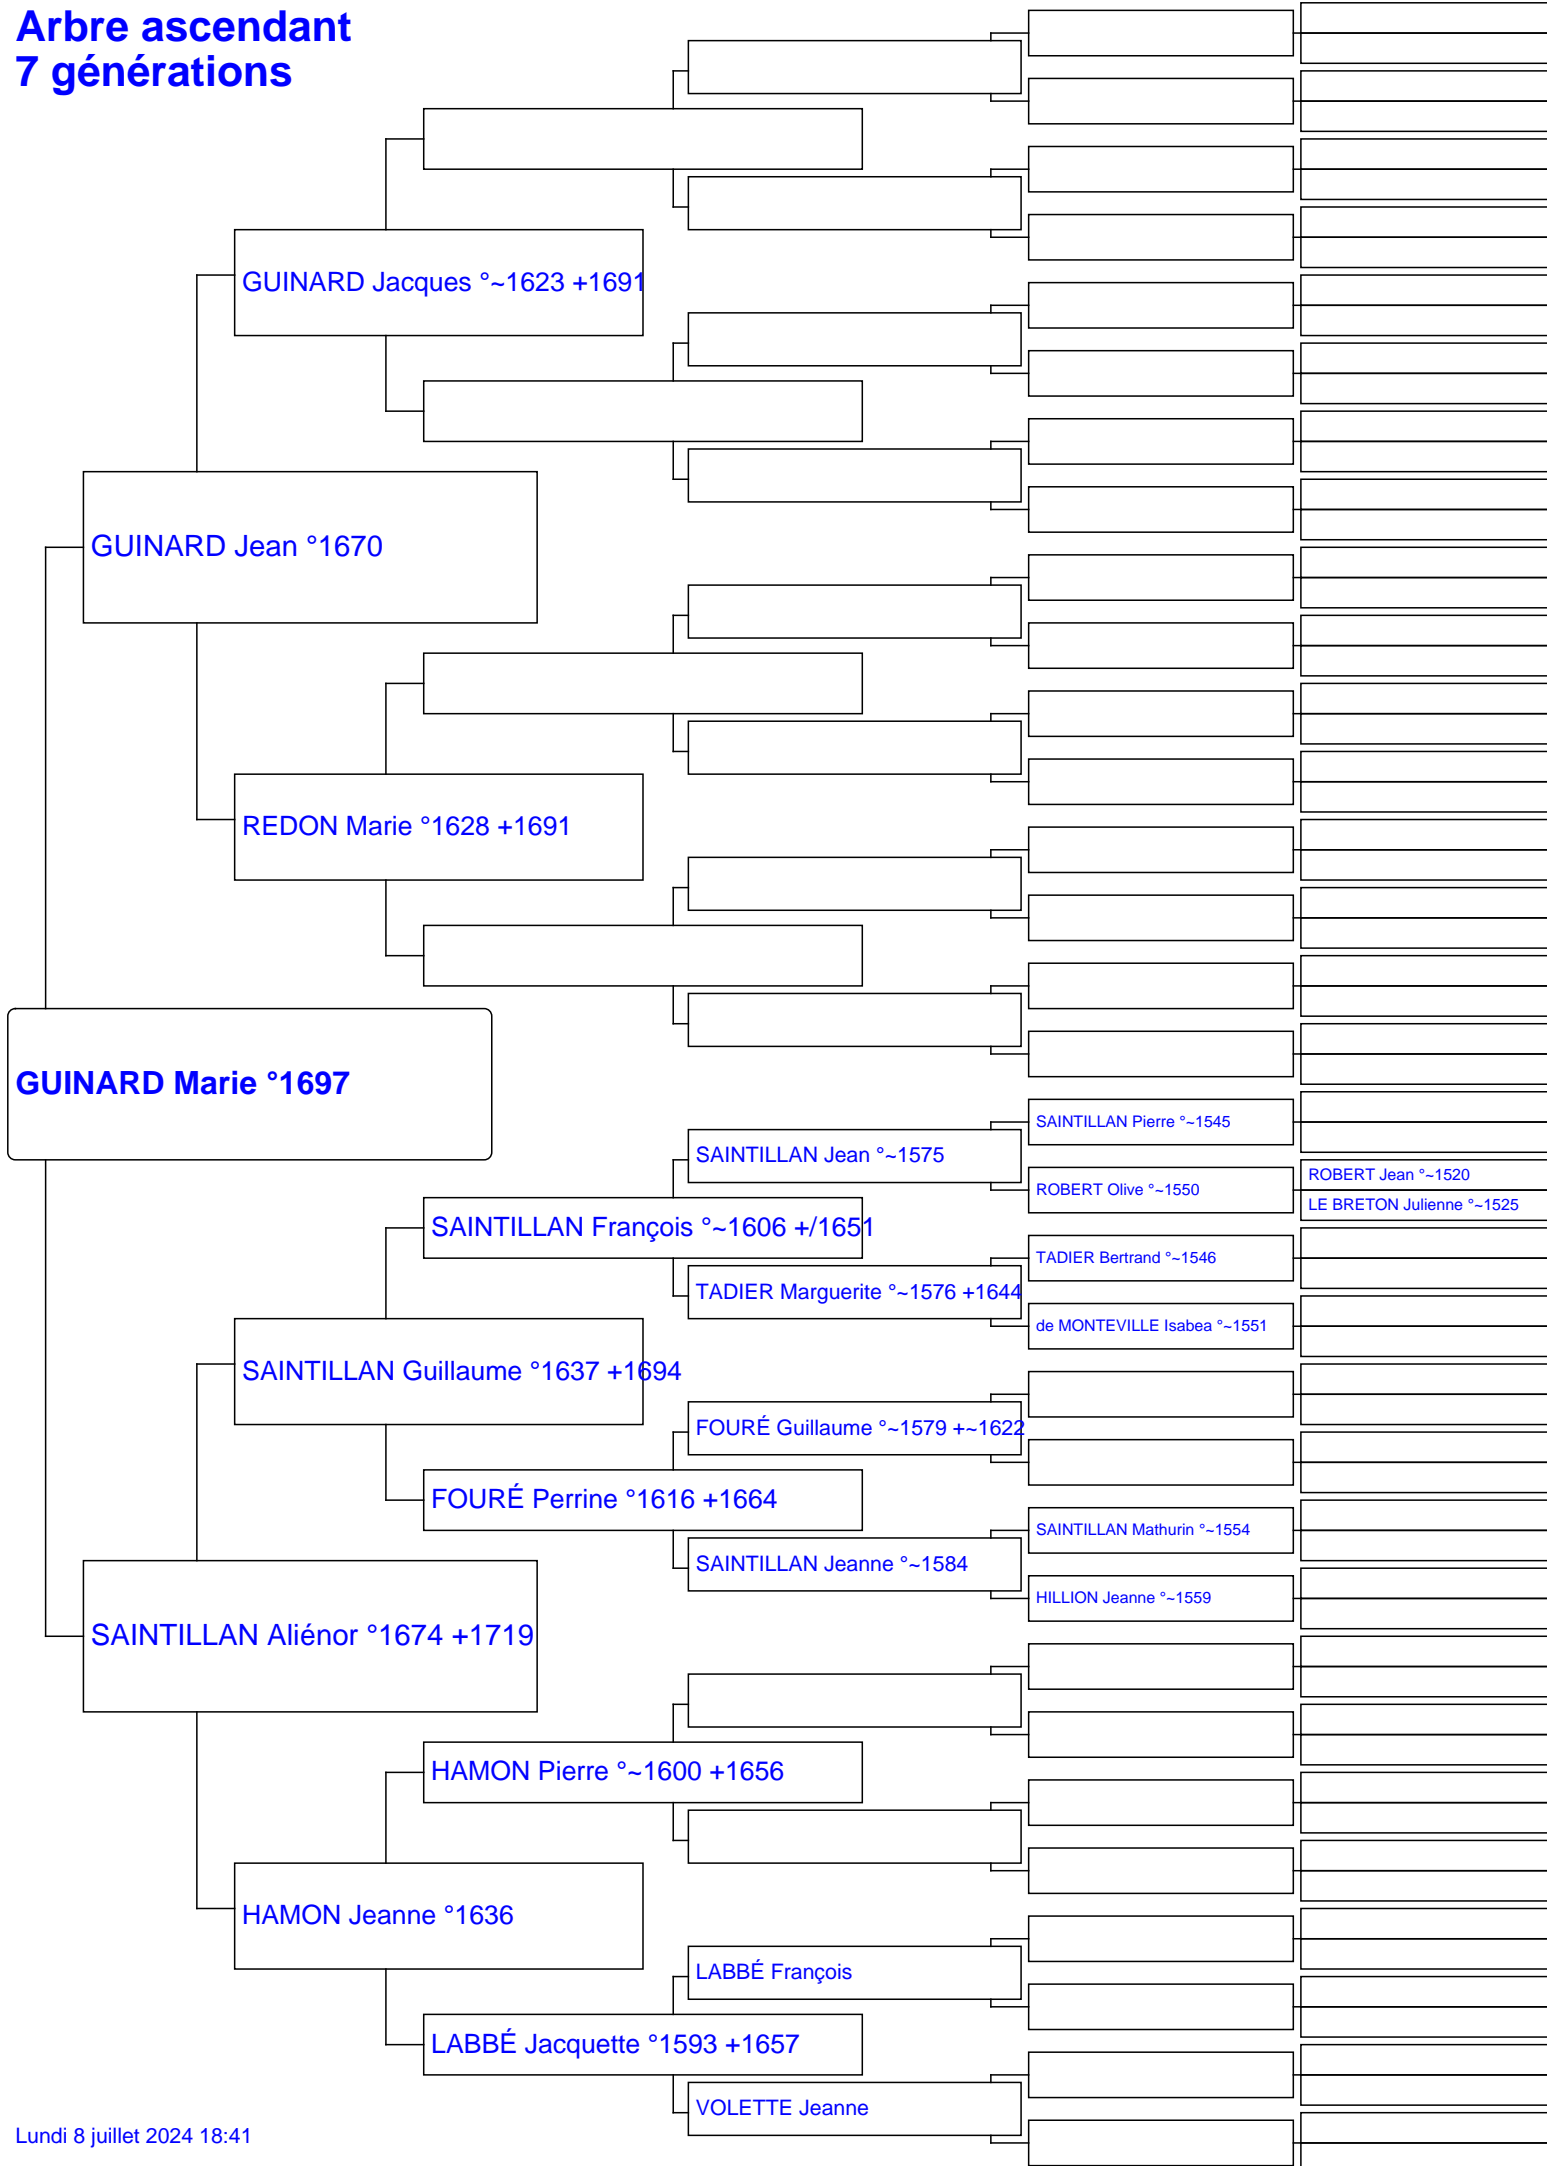 Arbre ascendant
7 générations
GUINARD Jacques °~1623 +1691
GUINARD Jean °1670
REDON Marie °1628 +1691
GUINARD Marie °1697
SAINTILLAN Pierre °~1545
SAINTILLAN Jean °~1575
ROBERT Jean °~1520
ROBERT Olive °~1550
LE BRETON Julienne °~1525
SAINTILLAN François °~1606 +/1651
TADIER Bertrand °~1546
TADIER Marguerite °~1576 +1644
de MONTEVILLE Isabea °~1551
SAINTILLAN Guillaume °1637 +1694
FOURÉ Guillaume °~1579 +~1622
FOURÉ Perrine °1616 +1664
SAINTILLAN Mathurin °~1554
SAINTILLAN Jeanne °~1584
HILLION Jeanne °~1559
SAINTILLAN Aliénor °1674 +1719
HAMON Pierre °~1600 +1656
HAMON Jeanne °1636
LABBÉ François
LABBÉ Jacquette °1593 +1657
VOLETTE Jeanne
Lundi 8 juillet 2024 18:41